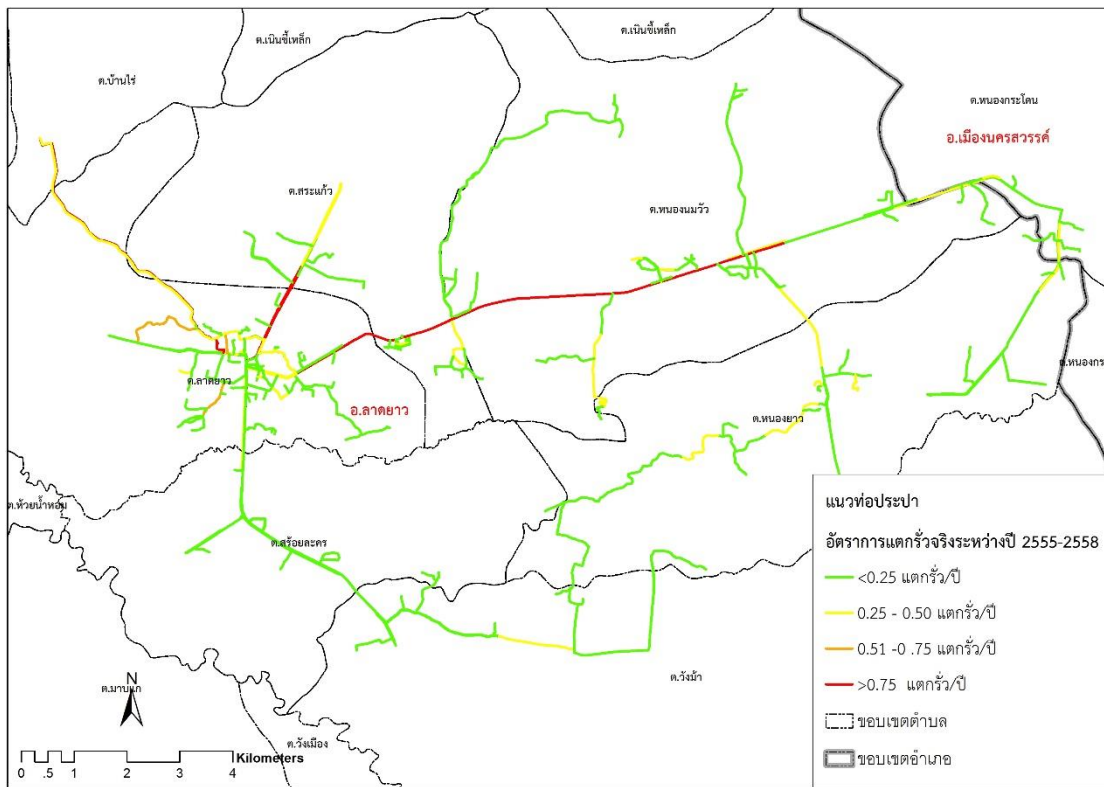 ต.เนินขี้เหล็ก
ต.เนินขี้เหล็ก
ต.บ้านไร่
ต.หนองกระโดน
อ.เมืองนครสวรรค์
ต.สระแก้ว
ต.หนองนมวัว
ต.หนองกร
ต.ลาดยาว
อ.ลาดยาว
ต.หนองยาว
ต.ห้วยน้ำหอม
ต.สร้อยละคร
ต.วังม้า
ต.มาบแก
ต.วังเมือง
N
Kilometers
0 .5 1 2 3 4
แนวท่อประปา
อัตราการแตกรั่วจริงระหว่างปี 2555-2558
<0.25 แตกรั่ว/ปี
0.25 - 0.50 แตกรั่ว/ปี
0.51 -0 .75 แตกรั่ว/ปี
>0.75 แตกรั่ว/ปี
ขอบเขตตำบล
ขอบเขตอำเภอ